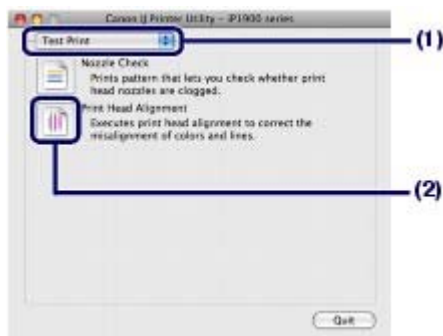 Canon IJ Printer Utility – iP1900 series
Test Print
(1)
Nozzle Check
Prints pattern that lets you check whether print
head nozzles are clogged.
Print Head Alignment
Executes print head alignment to correct the
misalignment of colors and lines.
(2)
Quit